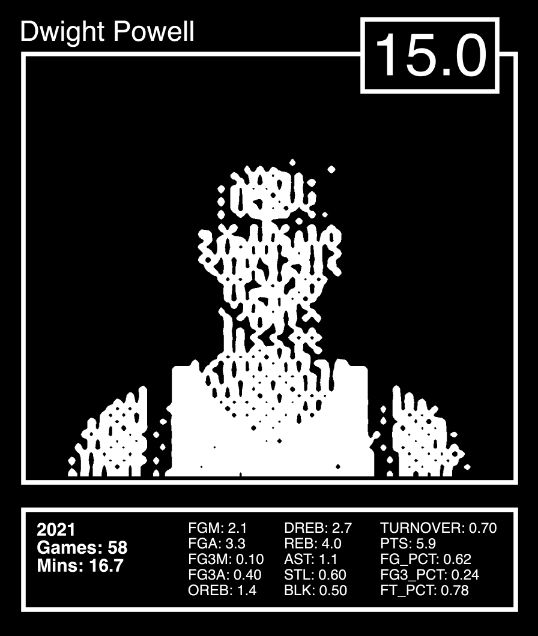 Dwight Powell
15.0
2021
Games: 58
Mins: 16.7
FGM: 2.1
FGA: 3.3
FG3M: 0.10
FG3A: 0.40
OREB: 1.4
DREB: 2.7
REB: 4.0
AST: 1.1
STL: 0.60
BLK: 0.50
TURNOVER: 0.70
PTS: 5.9
FG_PCT: 0.62
FG3_PCT: 0.24
FT_PCT: 0.78